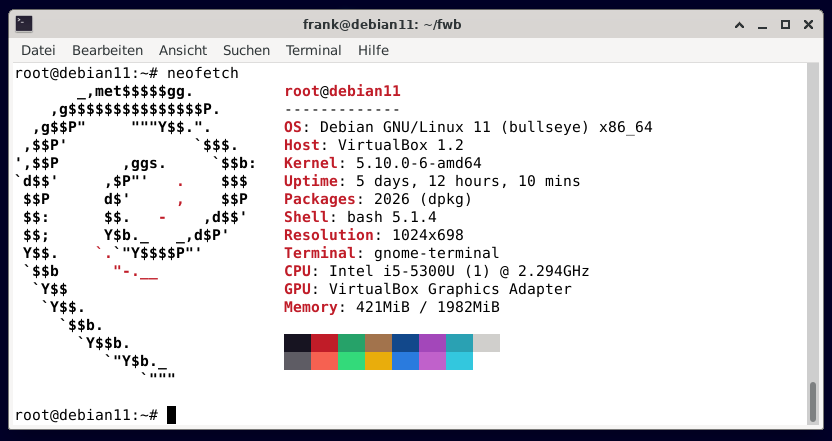 frank@debian11: ~/fwb
Datei Bearbeiten Ansicht Suchen Terminal Hilfe
root@debian11:~# neofetch
       _,met$$$$$gg.          root@debian11
    ,g$$$$$$$$$$$$$$$P.       -------------
  ,g$$P"     """Y$$.".        OS: Debian GNU/Linux 11 (bullseye) x86_64
 ,$$P'              `$$$.     Host: VirtualBox 1.2
',$$P       ,ggs.     `$$b:   Kernel: 5.10.0-6-amd64
`d$$'     ,$P"'   .    $$$    Uptime: 5 days, 12 hours, 10 mins
 $$P      d$'     ,    $$P    Packages: 2026 (dpkg)
 $$:      $$.   -    ,d$$'    Shell: bash 5.1.4
 $$;      Y$b._   _,d$P'      Resolution: 1024x698
 Y$$.    `.`"Y$$$$P"'         Terminal: gnome-terminal
 `$$b      "-.__              CPU: Intel i5-5300U (1) @ 2.294GHz
  `Y$$                        GPU: VirtualBox Graphics Adapter
   `Y$$.                      Memory: 421MiB / 1982MiB
     `$$b.
       `Y$$b.
          `"Y$b._
              `"""
root@debian11:~#